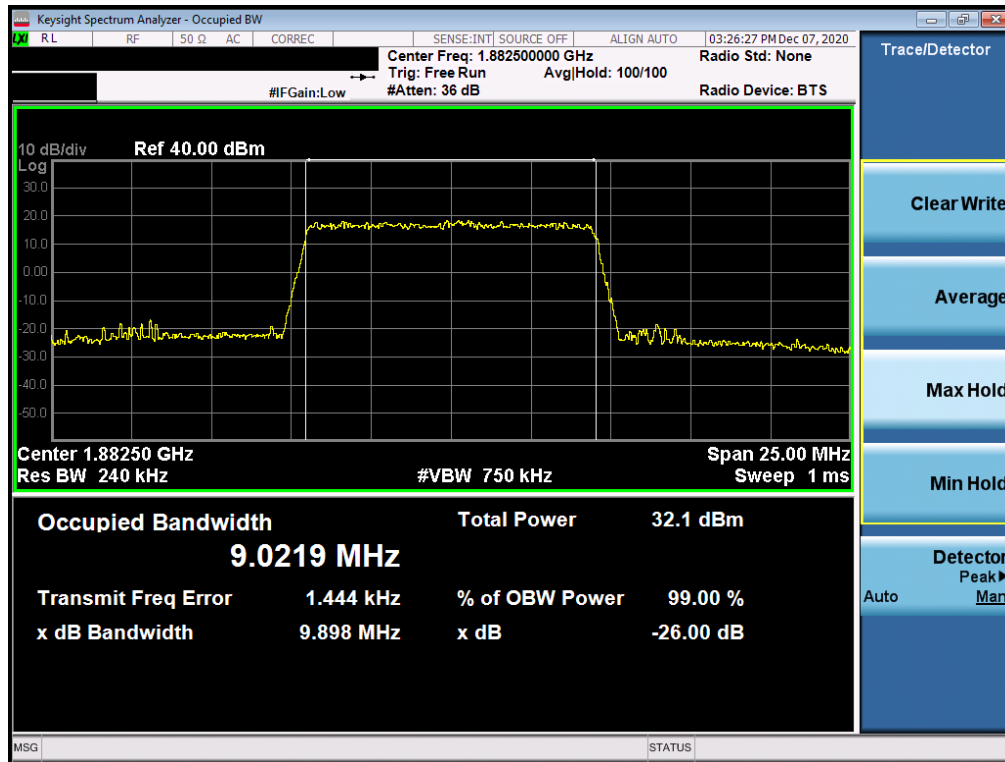 Keysight Spectrum Analyzer - Occupied BW
LXI RL RF 50 Ω AC CORREC SENSE:INT SOURCE OFF ALIGN AUTO 03:26:27 PM Dec 07, 2020
Center Freq: 1.882500000 GHz Radio Std: None
Trig: Free Run Avg|Hold: 100/100
#IFGain:Low #Atten: 36 dB Radio Device: BTS
Trace/Detector
10 dB/div Ref 40.00 dBm
Log
30.0
20.0
10.0
0.00
-10.0
-20.0
-30.0
-40.0
-50.0
Center 1.88250 GHz Span 25.00 MHz
Res BW 240 kHz #VBW 750 kHz Sweep 1 ms
Clear Write
Average
Max Hold
Min Hold
Detector
Peak▶
Auto Man
Occupied Bandwidth Total Power 32.1 dBm
9.0219 MHz
Transmit Freq Error 1.444 kHz % of OBW Power 99.00 %
x dB Bandwidth 9.898 MHz x dB -26.00 dB
MSG STATUS